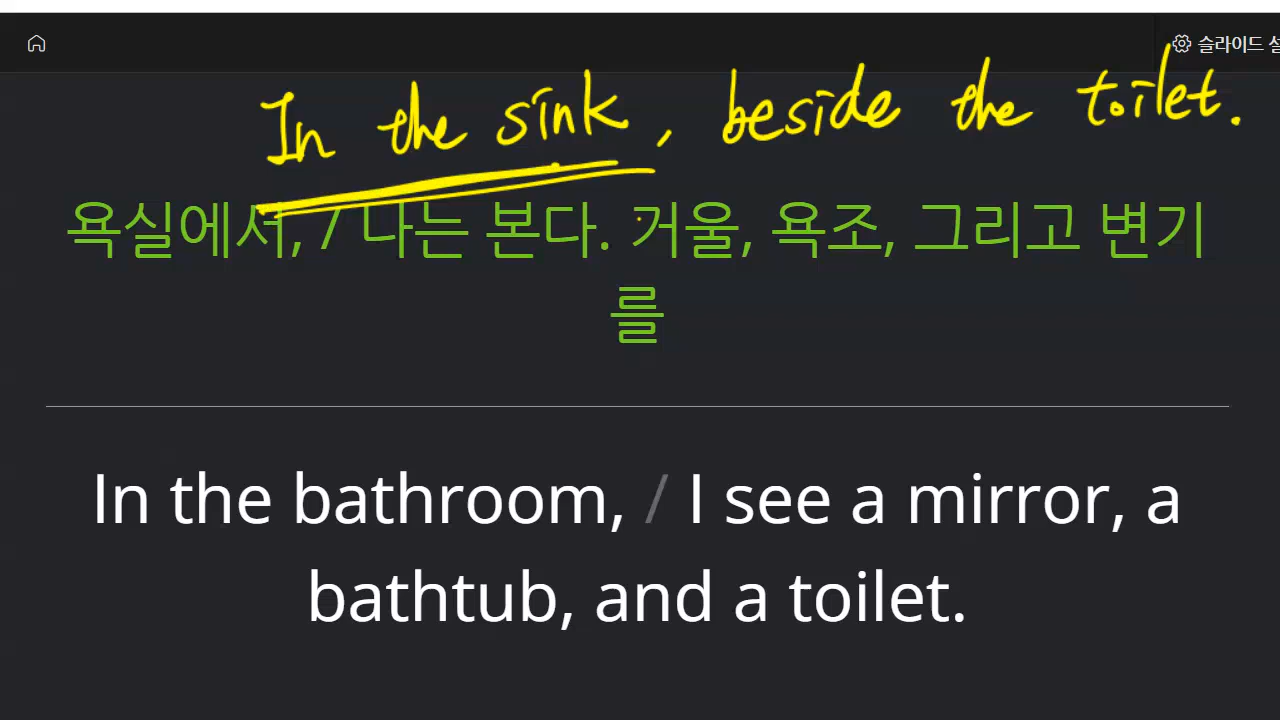 슬라이드 설
In the sink, beside the toilet.
욕실에서, / 나는 본다. 거울, 욕조, 그리고 변기
를
In the bathroom, / I see a mirror, a
bathtub, and a toilet.